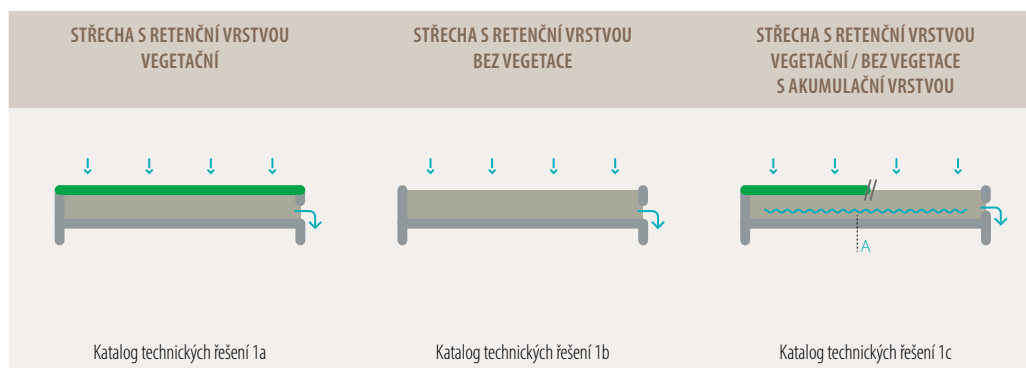 STŘECHA S RETENČNÍ VRSTVOU
VEGETAČNÍ
STŘECHA S RETENČNÍ VRSTVOU
BEZ VEGETACE
STŘECHA S RETENČNÍ VRSTVOU
VEGETAČNÍ / BEZ VEGETACE
S AKUMULAČNÍ VRSTVOU
A
Katalog technických řešení 1a
Katalog technických řešení 1b
Katalog technických řešení 1c